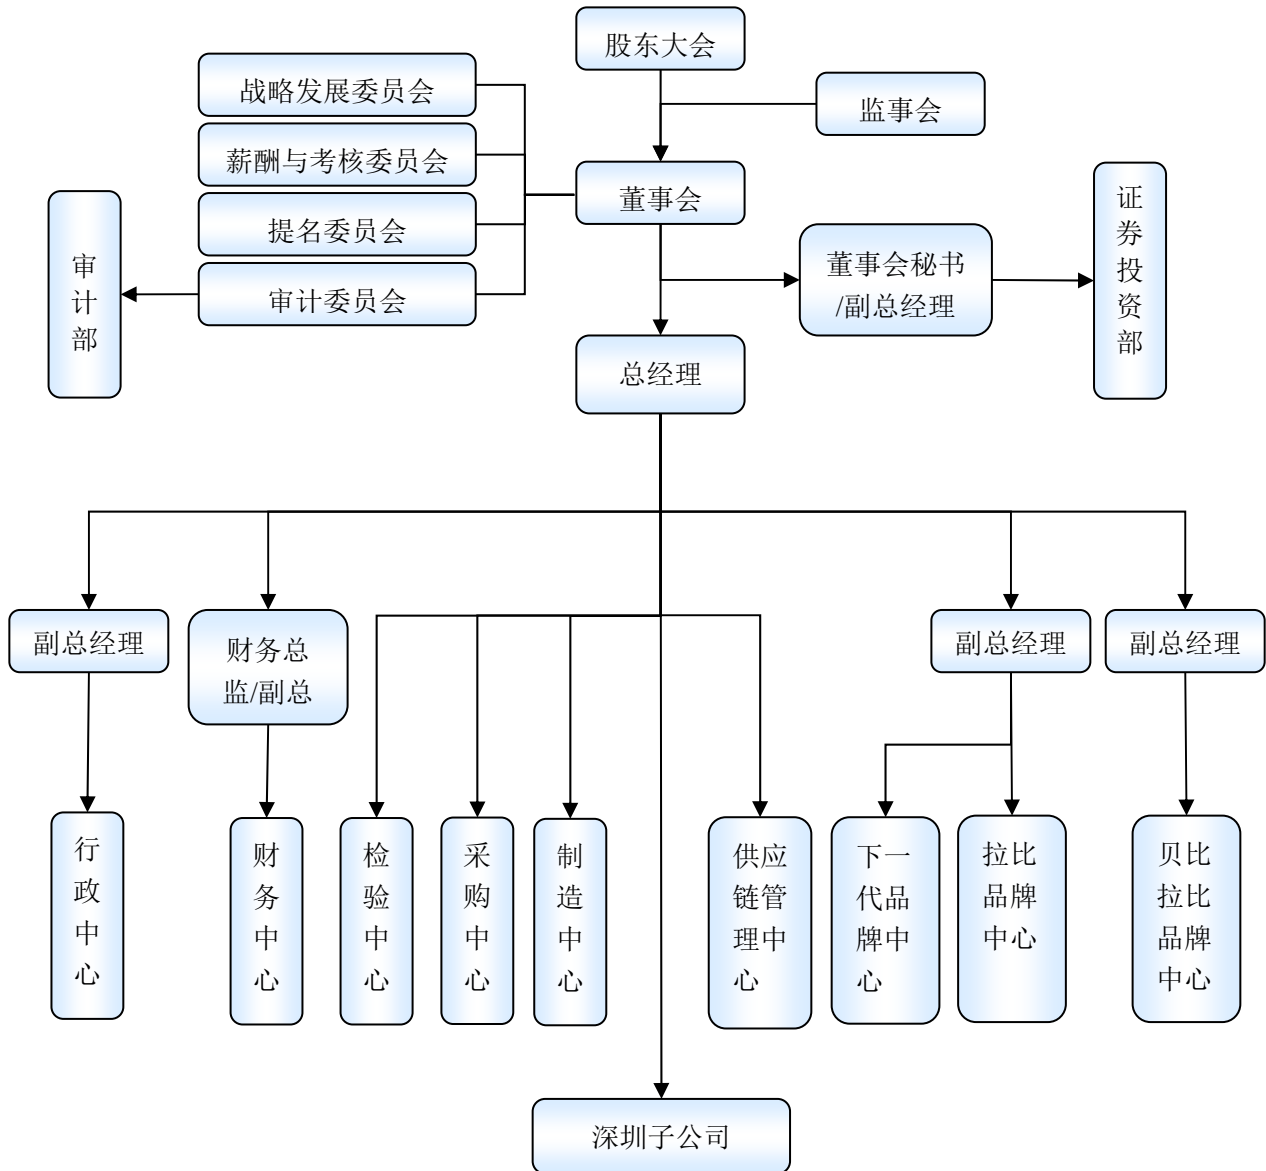 股东大会
战略发展委员会
监事会
薪酬与考核委员会
董事会
提名委员会
审计委员会
审
计
部
董事会秘书
/副总经理
证
券
投
资
部
总经理
副总经理
财务总
监/副总
副总经理
副总经理
行
政
中
心
财
务
中
心
检
验
中
心
采
购
中
心
制
造
中
心
供应
链管
理中
心
下一
代品
牌中
心
拉比
品牌
中心
贝比
拉比
品牌
中心
深圳子公司